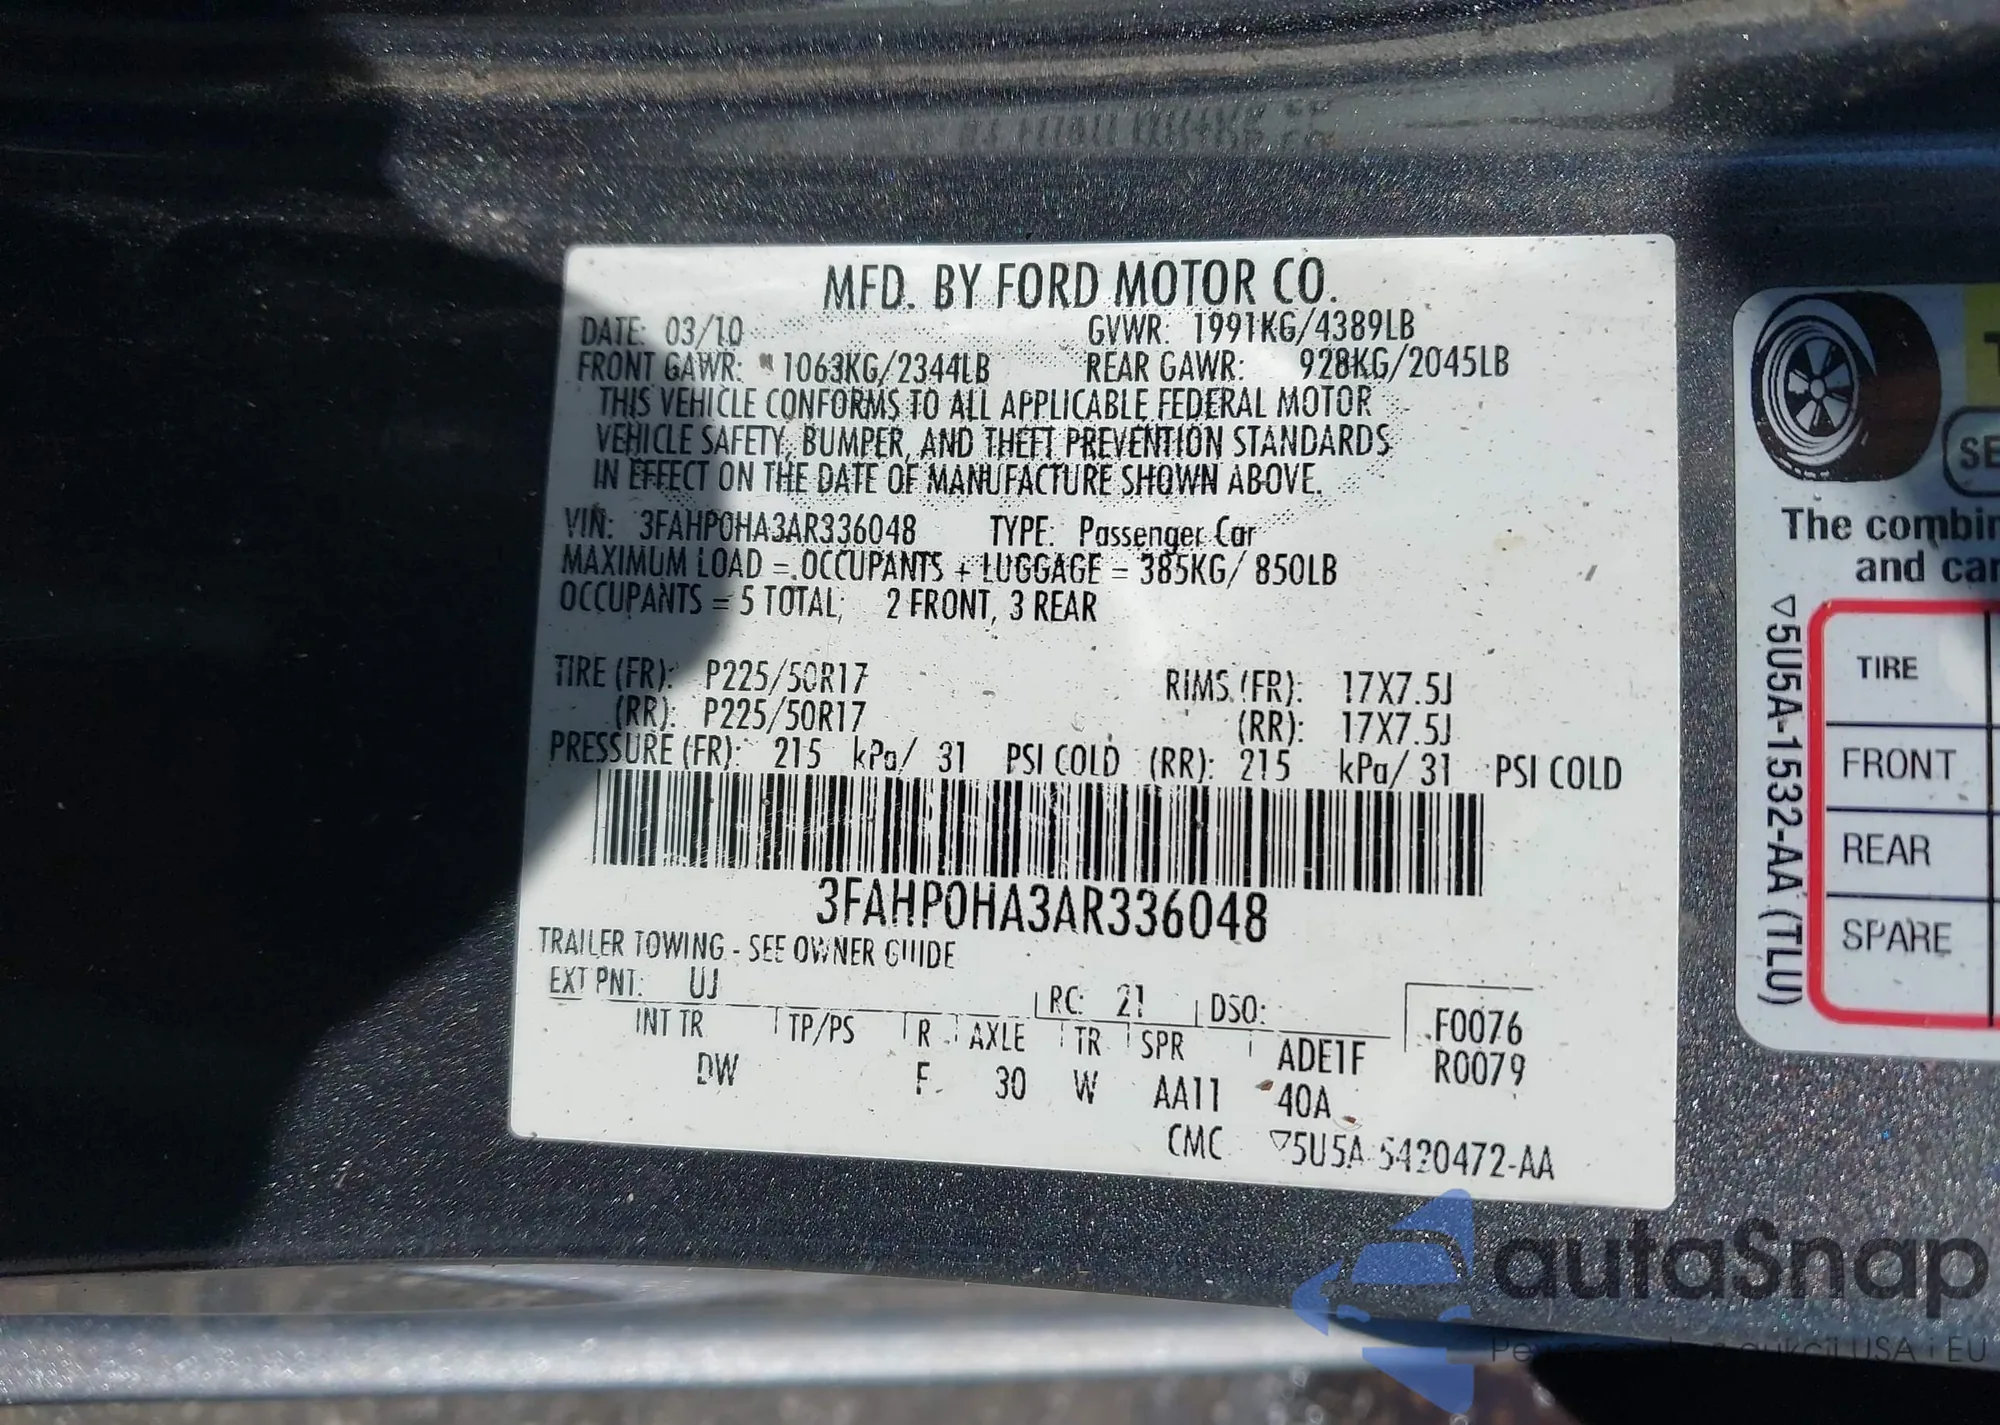 MFD. BY FORD MOTOR CO.
DATE: 03/10 GVWR: 1991KG/4389LB
FRONT GAWR: 1063KG/2344LB REAR GAWR: 928KG/2045LB
THIS VEHICLE CONFORMS TO ALL APPLICABLE FEDERAL MOTOR
VEHICLE SAFETY, BUMPER, AND THEFT PREVENTION STANDARDS
IN EFFECT ON THE DATE OF MANUFACTURE SHOWN ABOVE.
VIN: 3FAHP0HA3AR336048 TYPE: Passenger Car
MAXIMUM LOAD = OCCUPANTS + LUGGAGE = 385KG/ 850LB
OCCUPANTS = 5 TOTAL; 2 FRONT, 3 REAR
TIRE (FR): P225/50R17 RIMS (FR): 17X7.5J
(RR): P225/50R17 (RR): 17X7.5J
PRESSURE (FR): 215 kPa/ 31 PSI COLD (RR): 215 kPa/ 31 PSI COLD
3FAHP0HA3AR336048
TRAILER TOWING - SEE OWNER GUIDE
EXT PNT: UJ RC: 21 DSO:
INT TR TP/PS R AXLE TR SPR ADE1F F0076
DW F 30 W AA11 40A R0079
CMC ▽5U5A-5420472-AA
SE
The combin
and car
▽5U5A-1532-AA (TLU)
TIRE
FRONT
REAR
SPARE
autaSnap
aukcji USA i EU